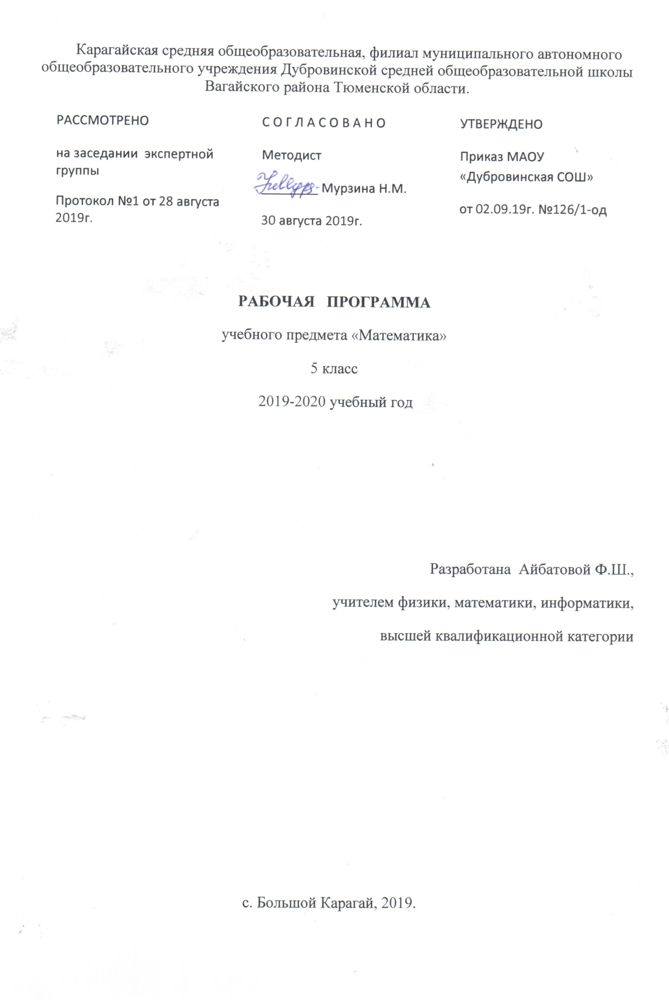 Карагайская средняя общеобразовательная, филиал муниципального автономного
общеобразовательного учреждения Дубровинской средней общеобразовательной школы
Вагайского района Тюменской области.
РАССМОТРЕНО
на заседании экспертной
группы
Протокол №1 от 28 августа
2019г.
С О Г Л А С О В А Н О
Методист
________ Мурзина Н.М.
30 августа 2019г.
УТВЕРЖДЕНО
Приказ МАОУ
«Дубровинская СОШ»
от 02.09.19г. №126/1-од
РАБОЧАЯ ПРОГРАММА
учебного предмета «Математика»
5 класс
2019-2020 учебный год
Разработана Айбатовой Ф.Ш.,
учителем физики, математики, информатики,
высшей квалификационной категории
с. Большой Карагай, 2019.